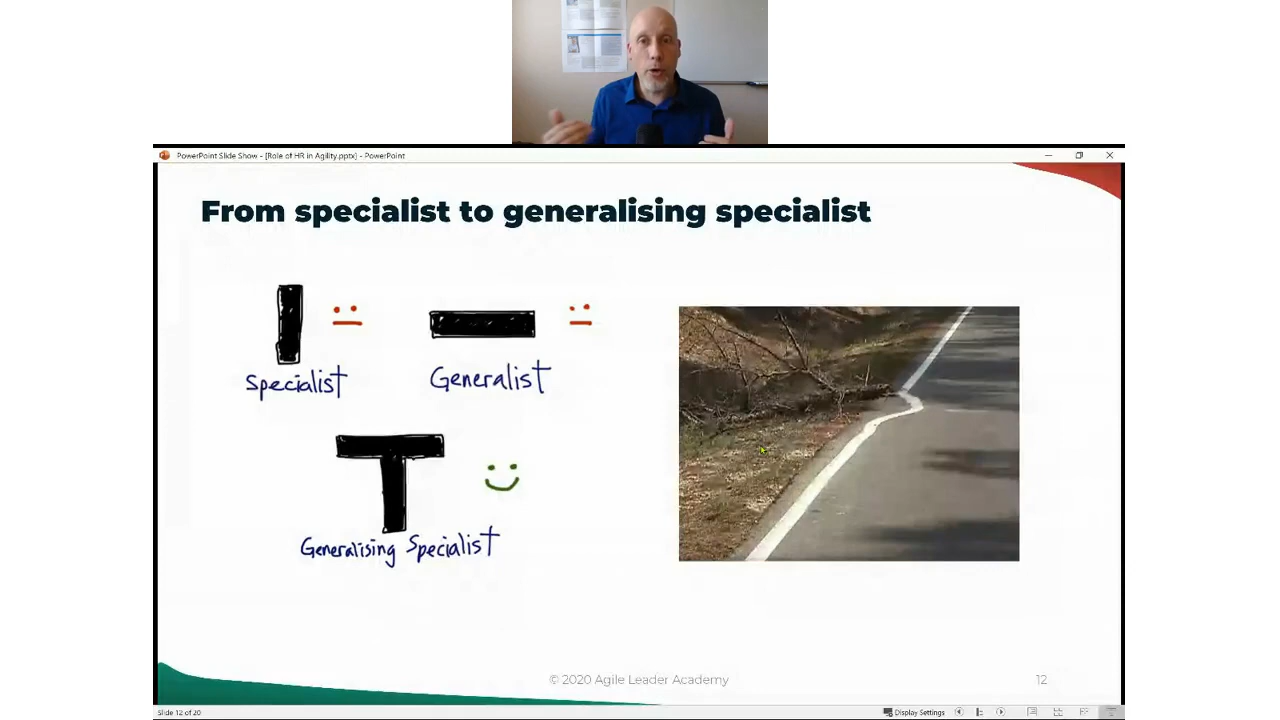 PowerPoint Slide Show - [Role of HR in Agility.pptx] - PowerPoint
From specialist to generalising specialist
Specialist
Generalist
Generalising Specialist
© 2020 Agile Leader Academy
12
Slide 12 of 20
Display Settings